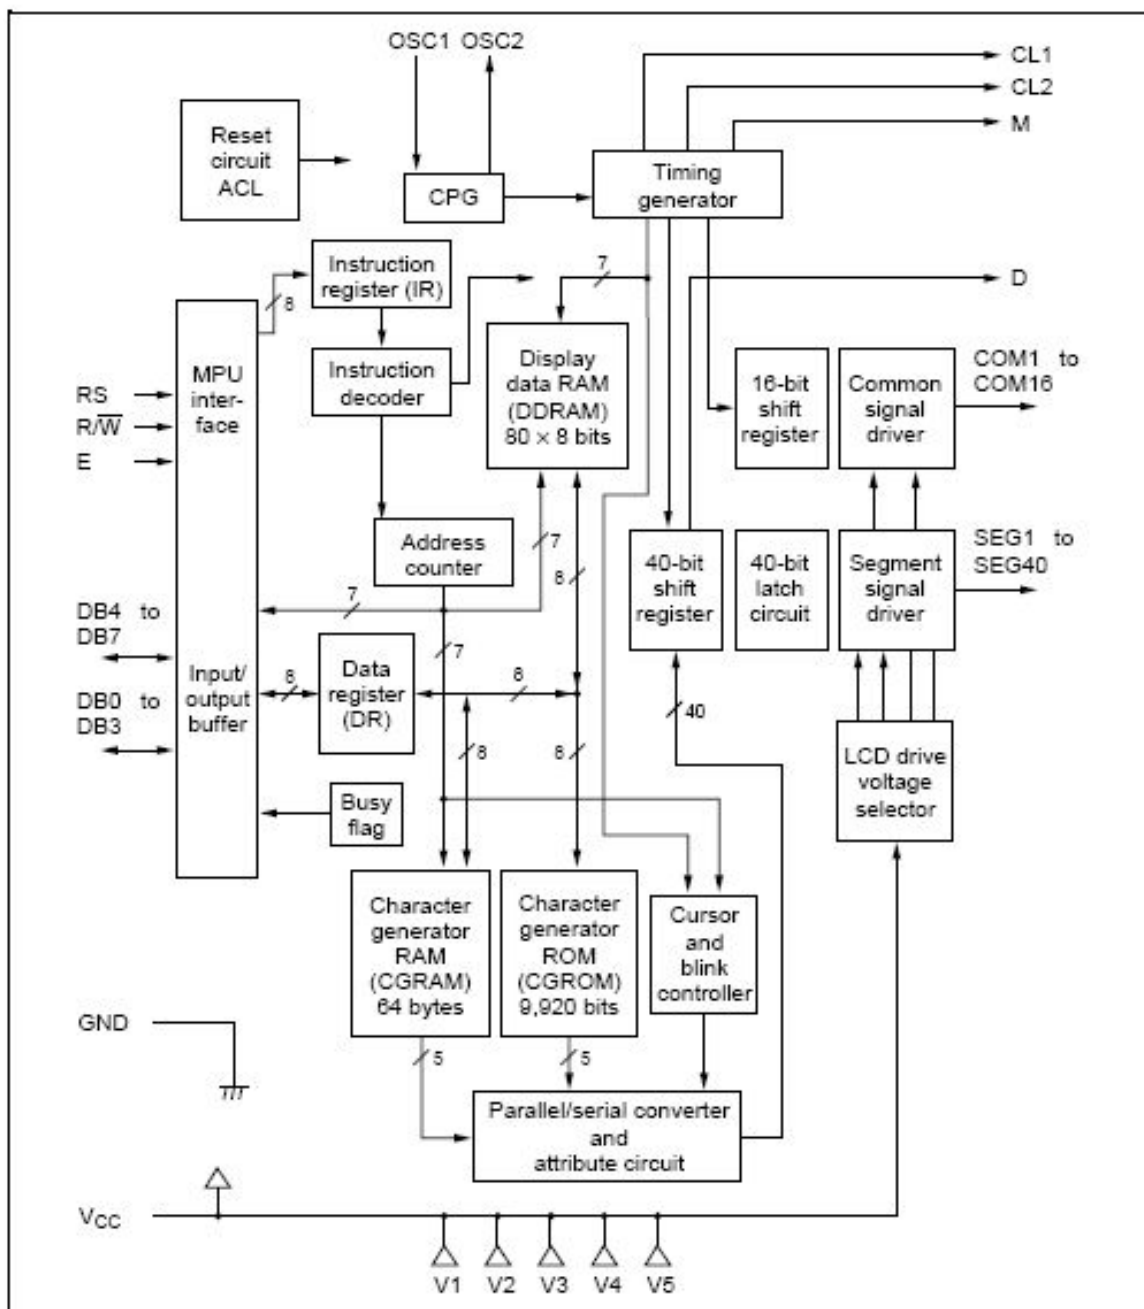 OSC1 OSC2
CL1
CL2
M
Reset
circuit
ACL
CPG
Timing
generator
Instruction
register (IR)
8
7
D
MPU
inter-
face
RS
R/W̅
E
Instruction
decoder
Display
data RAM
(DDRAM)
80 × 8 bits
16-bit
shift
register
Common
signal
driver
COM1 to
COM16
Address
counter
7
8
40-bit
shift
register
40-bit
latch
circuit
Segment
signal
driver
SEG1 to
SEG40
DB4 to
DB7
7
7
DB0 to
DB3
Input/
output
buffer
8
Data
register
(DR)
8
8
8
40
LCD drive
voltage
selector
Busy
flag
Character
generator
RAM
(CGRAM)
64 bytes
Character
generator
ROM
(CGROM)
9,920 bits
Cursor
and
blink
controller
GND
5
5
Parallel/serial converter
and
attribute circuit
VCC
V1 V2 V3 V4 V5